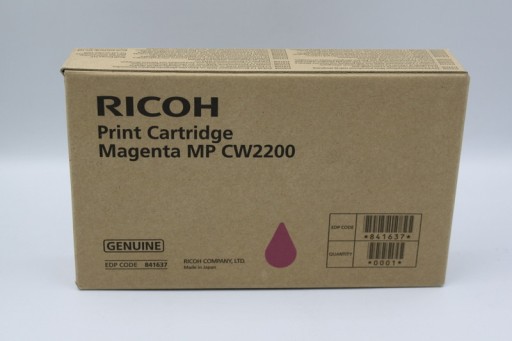 RICOH
Print Cartridge
Magenta MP CW2200
GENUINE
EDP CODE 841637
RICOH COMPANY, LTD.
Made in Japan
EDP CODE
*841637*
QUANTITY
*0001*